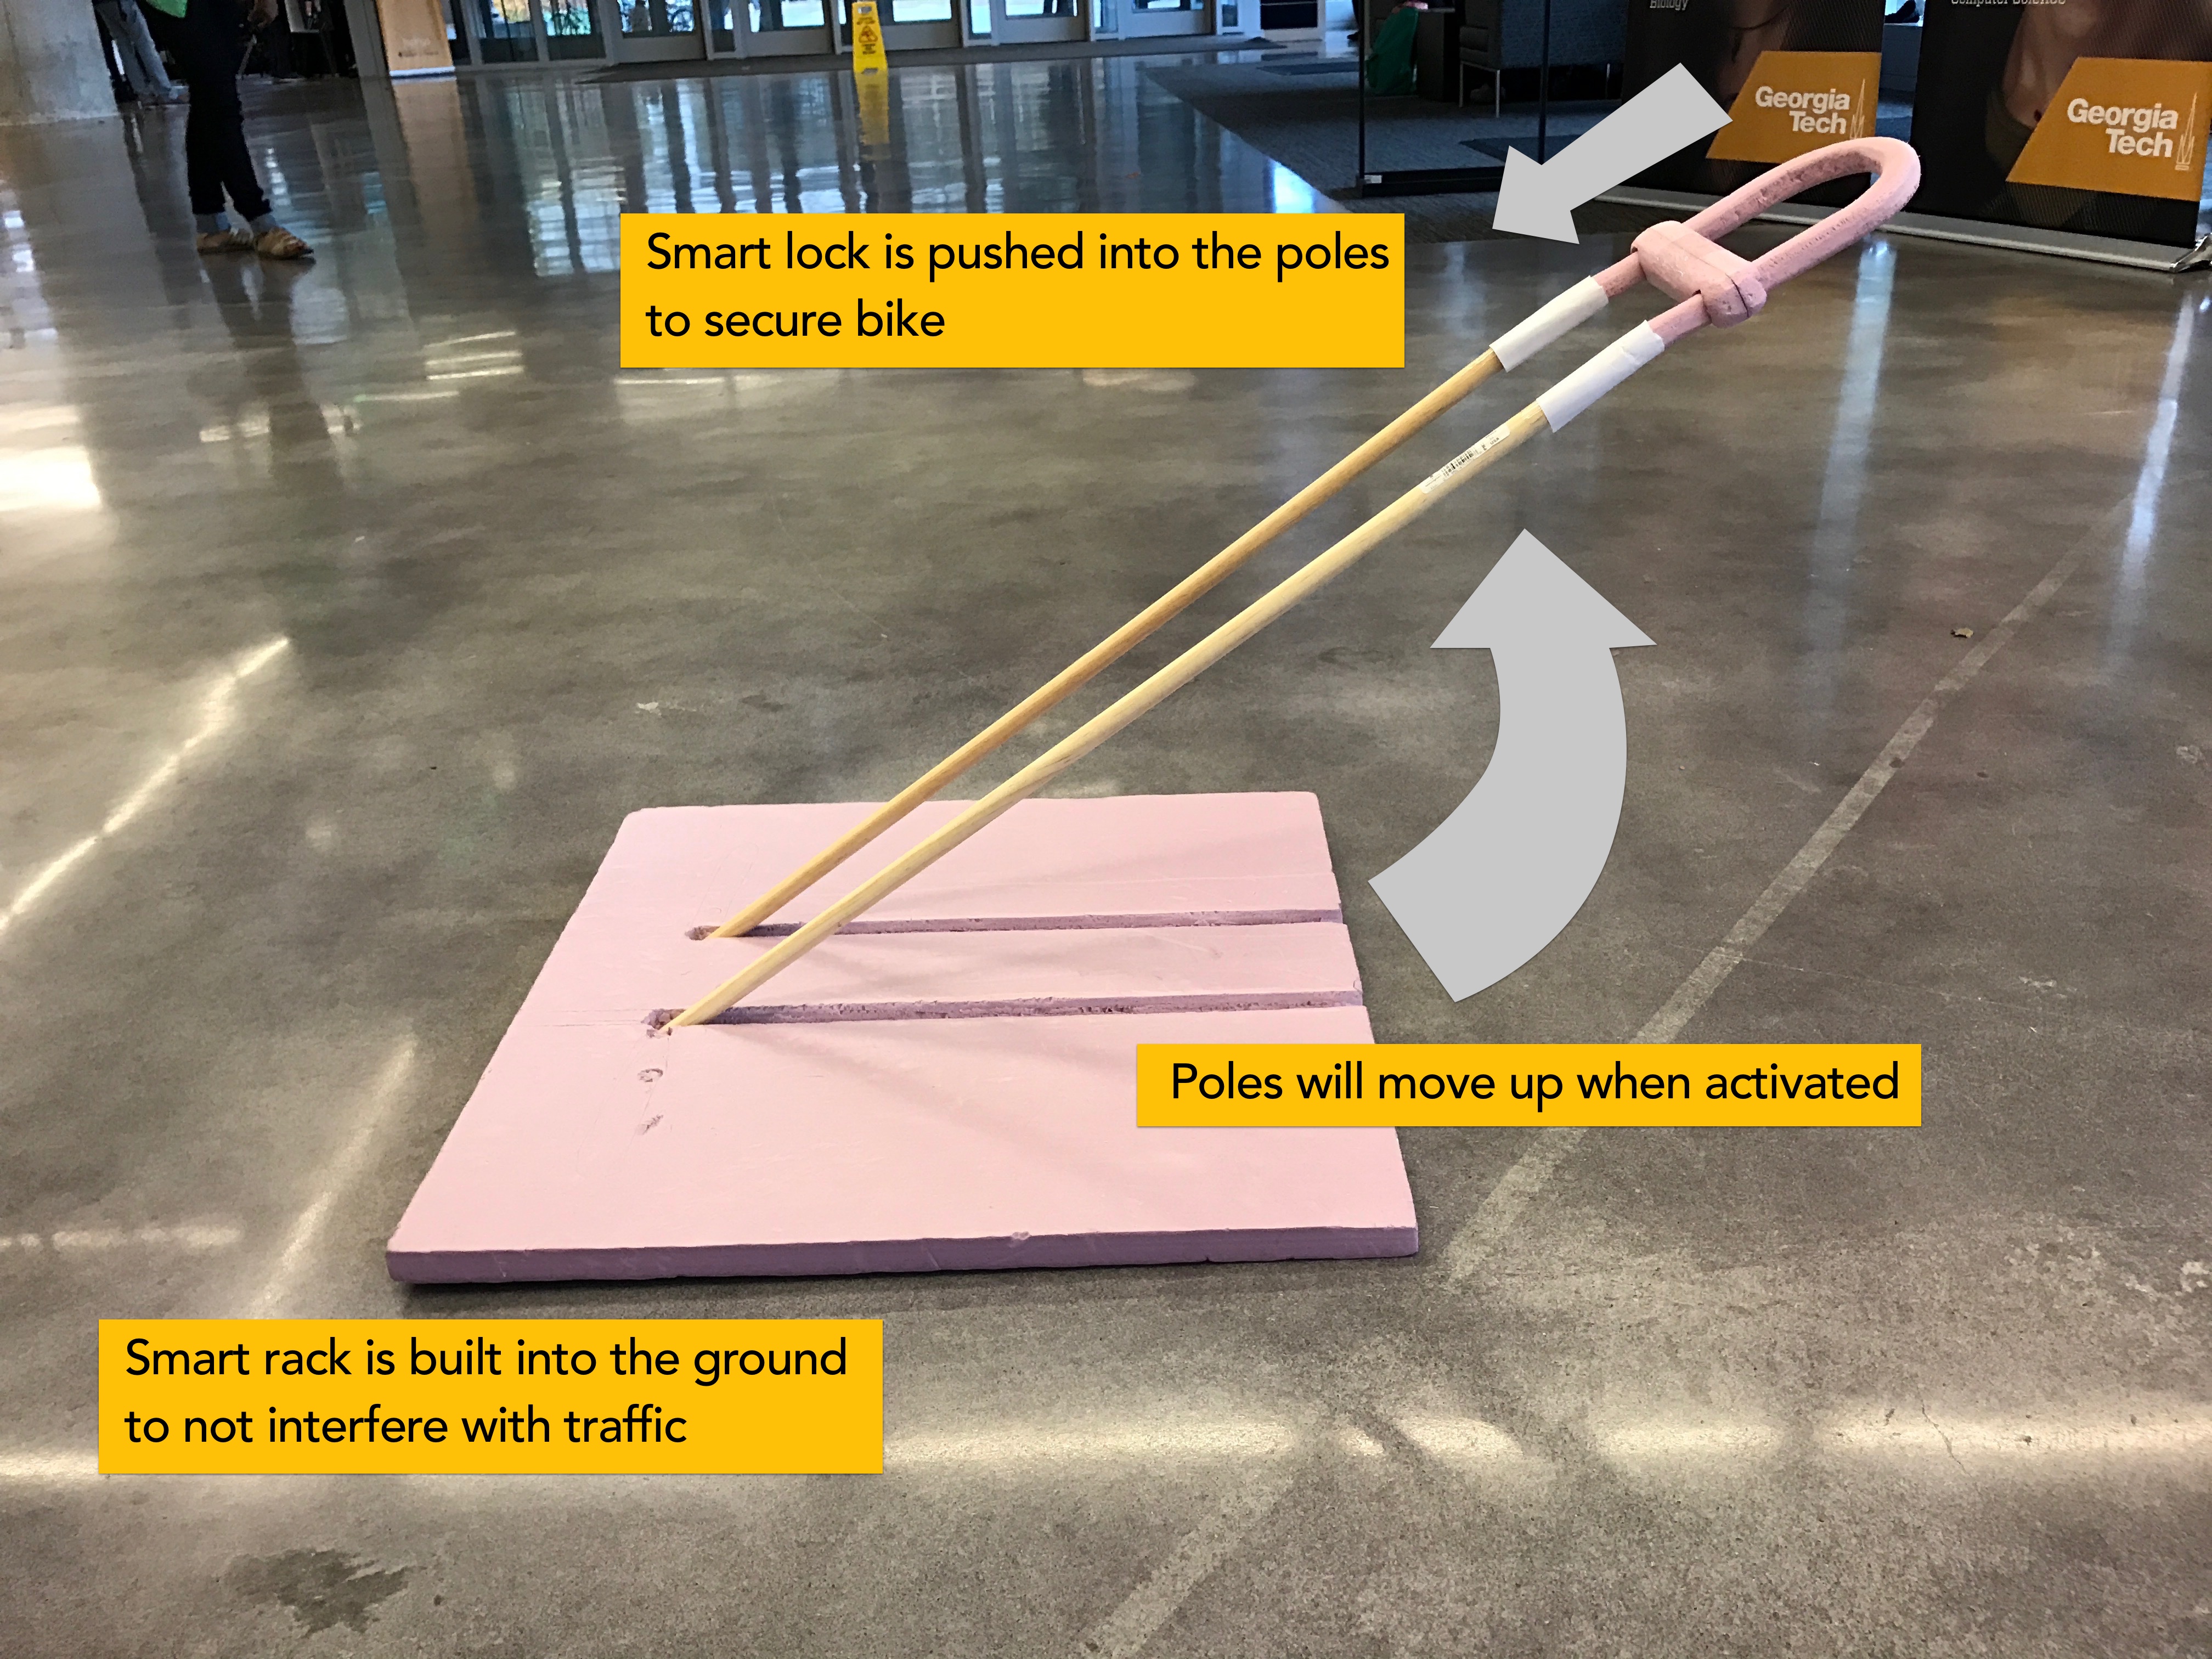 Biology
Computer Science
Georgia
Tech
Georgia
Tech
Smart lock is pushed into the poles
to secure bike
Poles will move up when activated
Smart rack is built into the ground
to not interfere with traffic